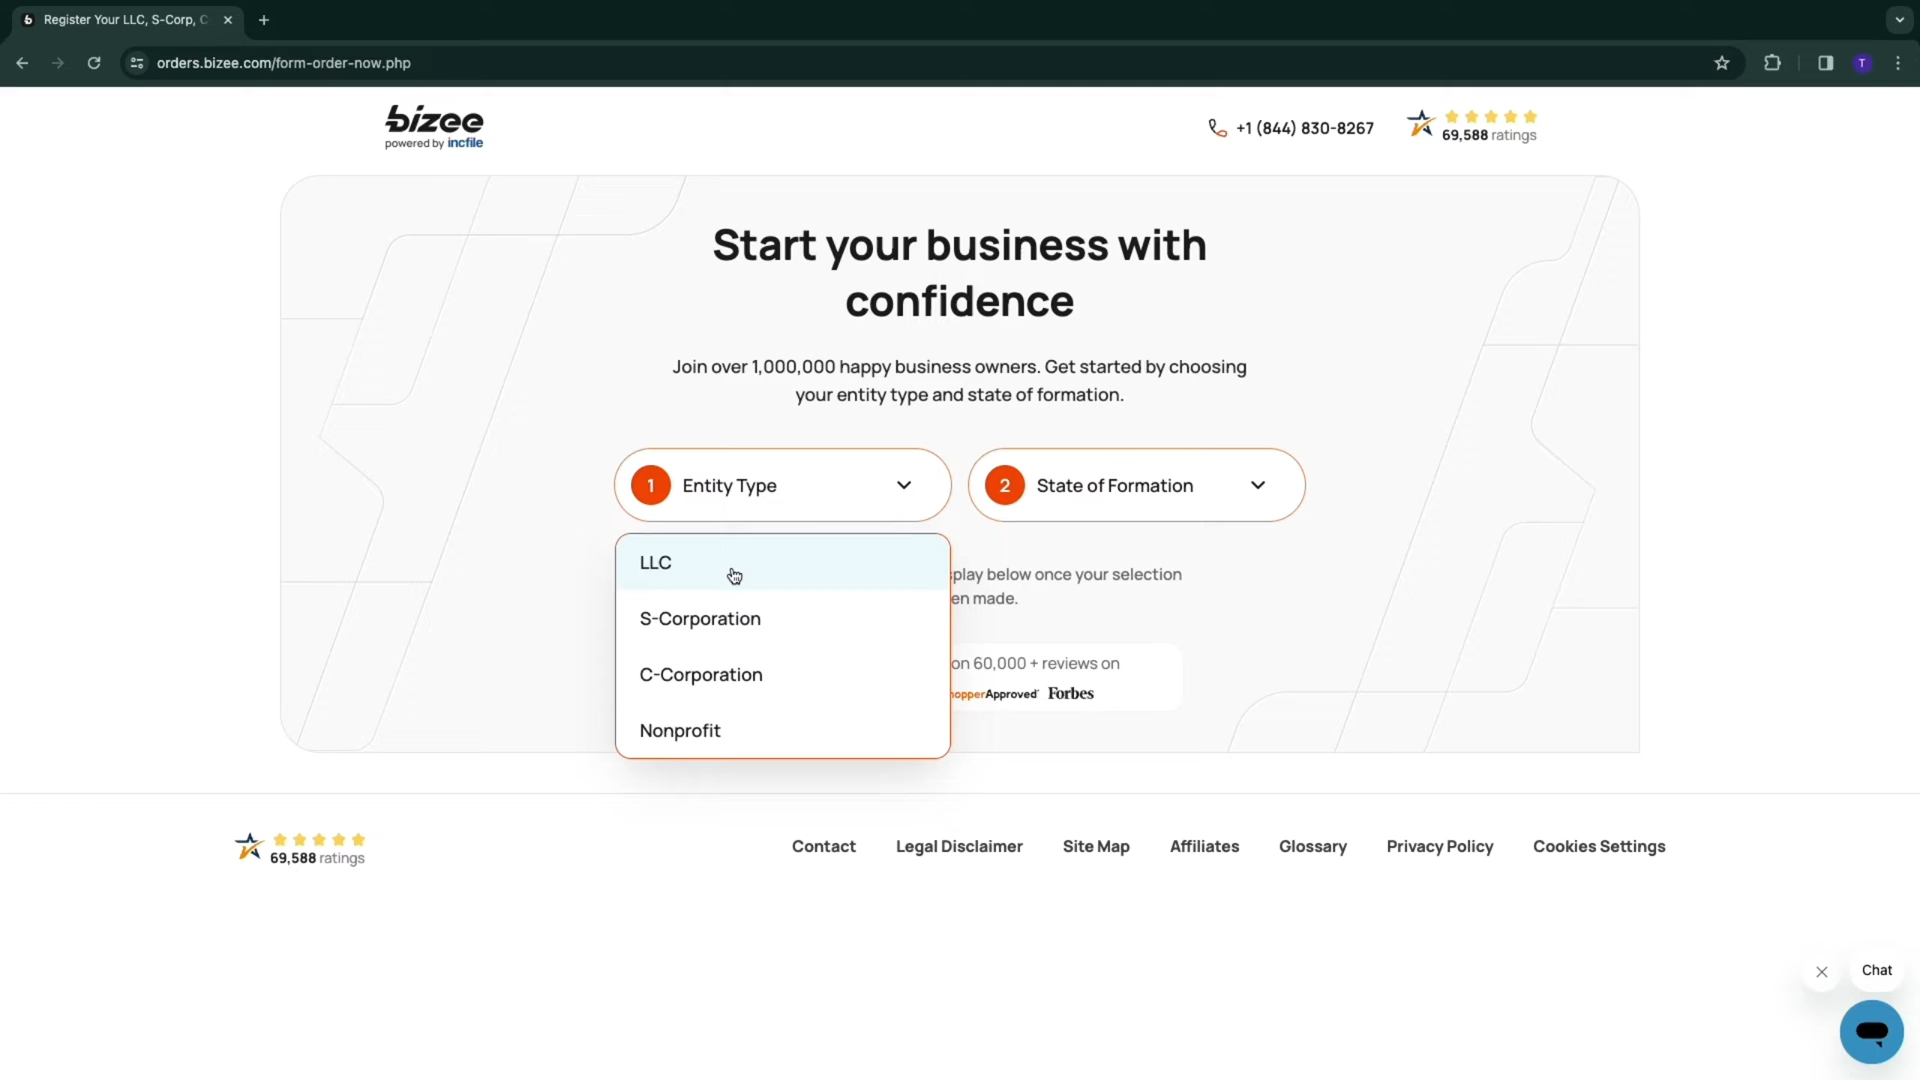 Register Your LLC, S-Corp, C
orders.bizee.com/form-order-now.php
T
bizee
powered by incfile
+1 (844) 830-8267
69,588 ratings
Start your business with
confidence
Join over 1,000,000 happy business owners. Get started by choosing
your entity type and state of formation.
1 Entity Type
2 State of Formation
LLC
S-Corporation
C-Corporation
Nonprofit
play below once your selection
en made.
on 60,000 + reviews on
hopperApproved Forbes
69,588 ratings
Contact
Legal Disclaimer
Site Map
Affiliates
Glossary
Privacy Policy
Cookies Settings
Chat